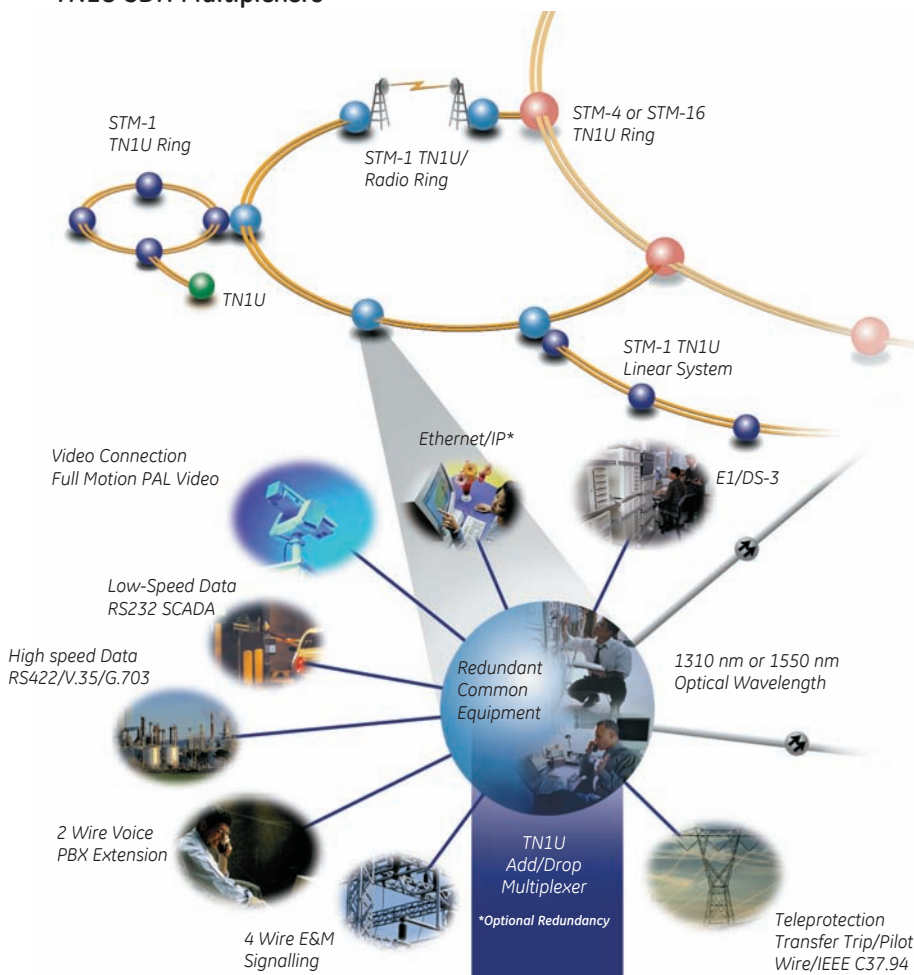 STM-1
TN1U Ring
STM-1 TN1U/
Radio Ring
STM-4 or STM-16
TN1U Ring
TN1U
STM-1 TN1U
Linear System
Video Connection
Full Motion PAL Video
Ethernet/IP*
E1/DS-3
Low-Speed Data
RS232 SCADA
High speed Data
RS422/V.35/G.703
Redundant
Common
Equipment
1310 nm or 1550 nm
Optical Wavelength
2 Wire Voice
PBX Extension
4 Wire E&M
Signalling
TN1U
Add/Drop
Multiplexer
*Optional Redundancy
Teleprotection
Transfer Trip/Pilot
Wire/IEEE C37.94